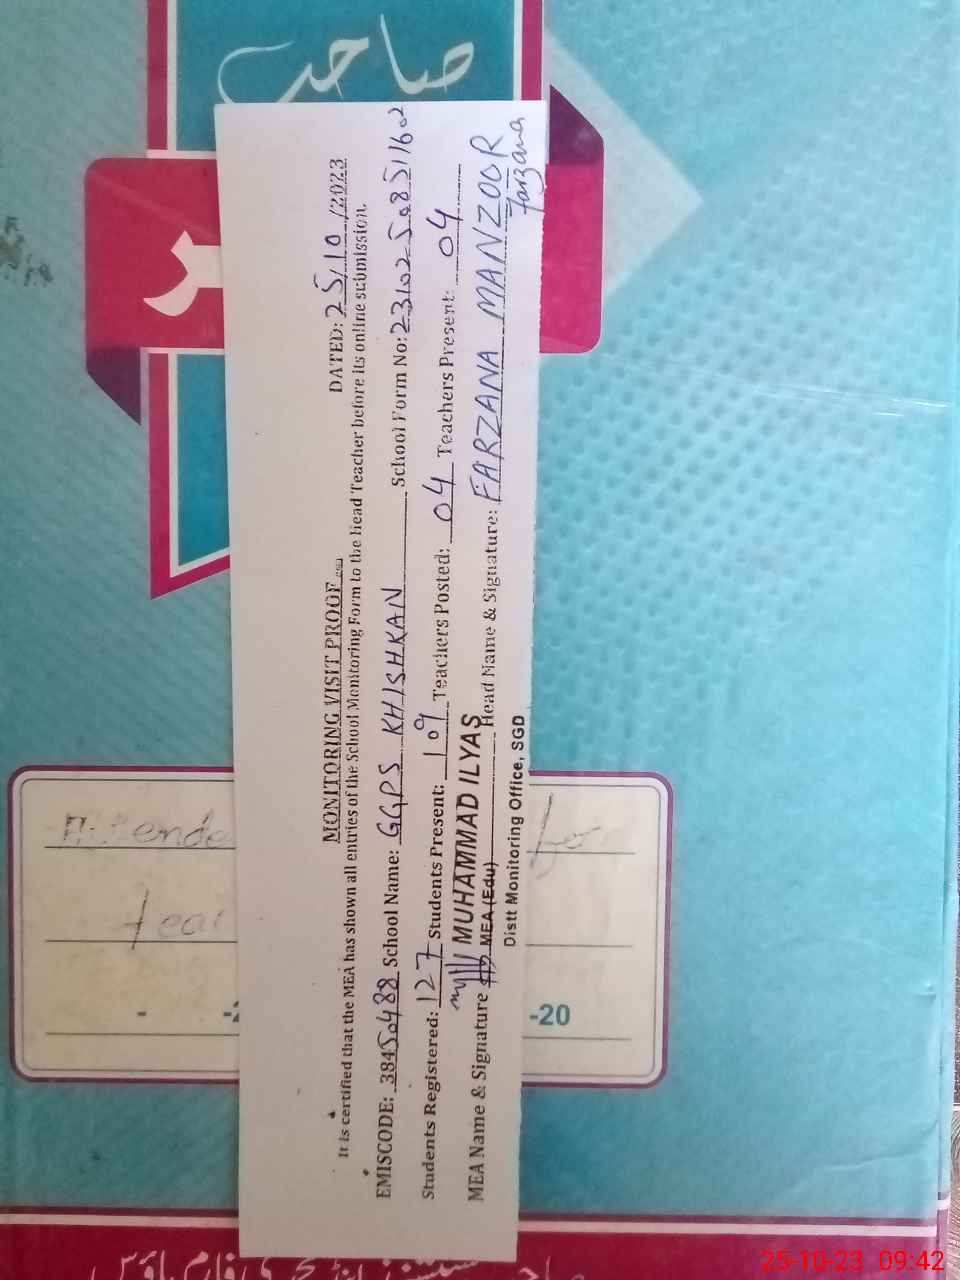 صاحب
MONITORING VISIT PROOF
DATED: 25/10/2023
It is certified that the MEA has shown all entries of the School Monitoring Form to the Head Teacher before its online submission.
EMISCODE: 38450488 School Name: GGPS KHISHKAN School Form No: 23102508511602
Students Registered: 127 Students Present: 109 Teachers Posted: 04 Teachers Present: 04
MEA Name & Signature MUHAMMAD ILYAS Head Name & Signature: FARZANA MANZOOR
Farzana
MEA (Edu)
Distt Monitoring Office, SGD
for
-20
25-10-23 09:42